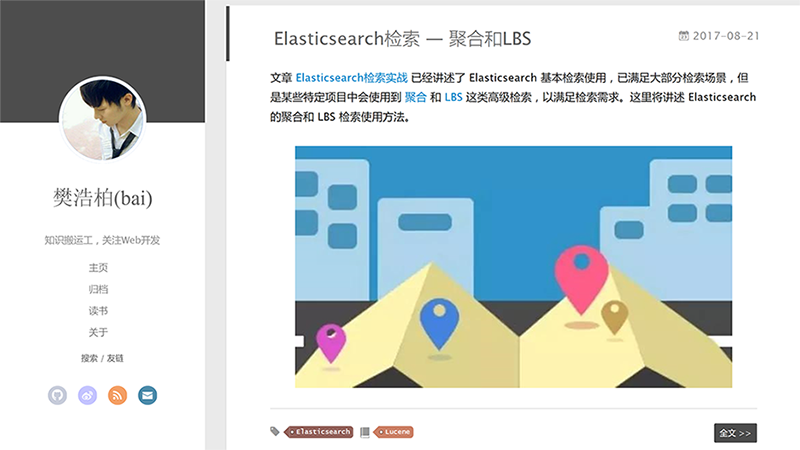 樊浩柏(bai)
知识搬运工，关注Web开发
主页
归档
读书
关于
搜索 / 友链
Elasticsearch检索 — 聚合和LBS
2017-08-21
文章 Elasticsearch检索实战 已经讲述了 Elasticsearch 基本检索使用，已满足大部分检索场景，但
是某些特定项目中会使用到 聚合 和 LBS 这类高级检索，以满足检索需求。这里将讲述 Elasticsearch
的聚合和 LBS 检索使用方法。
Elasticsearch
Lucene
全文 >>